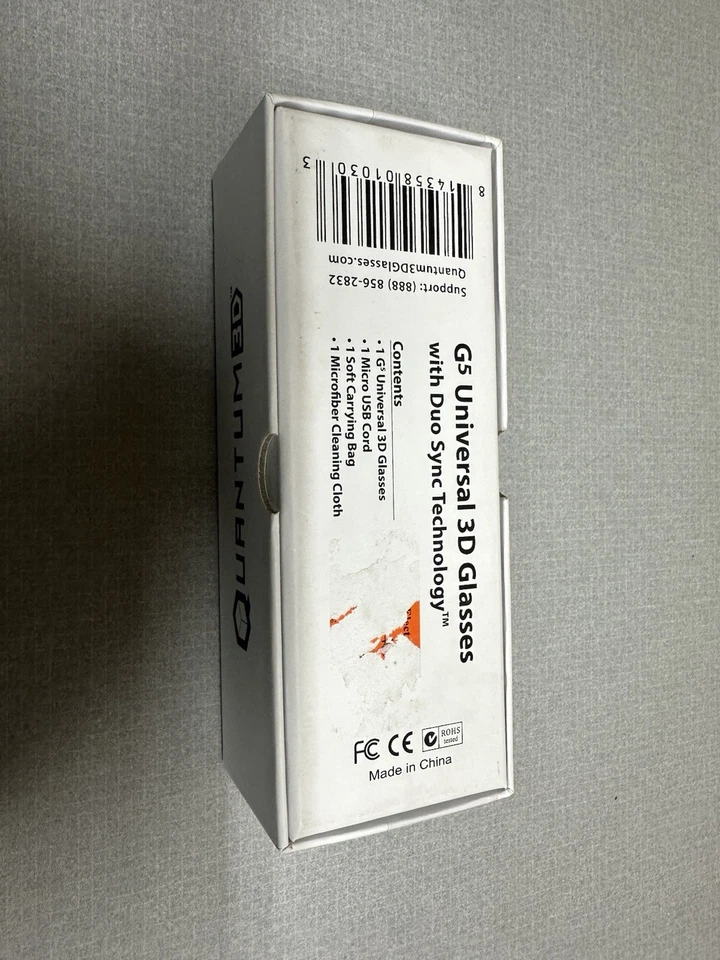 QUANTUM3D
G5 Universal 3D Glasses
with Duo Sync Technology™
Contents
• 1 G⁵ Universal 3D Glasses
• 1 Micro USB Cord
• 1 Soft Carrying Bag
• 1 Microfiber Cleaning Cloth
Support: (888) 856-2832
Quantum3DGlasses.com
8 14358 01030 3
FC CE ROHS
tested
Made in China